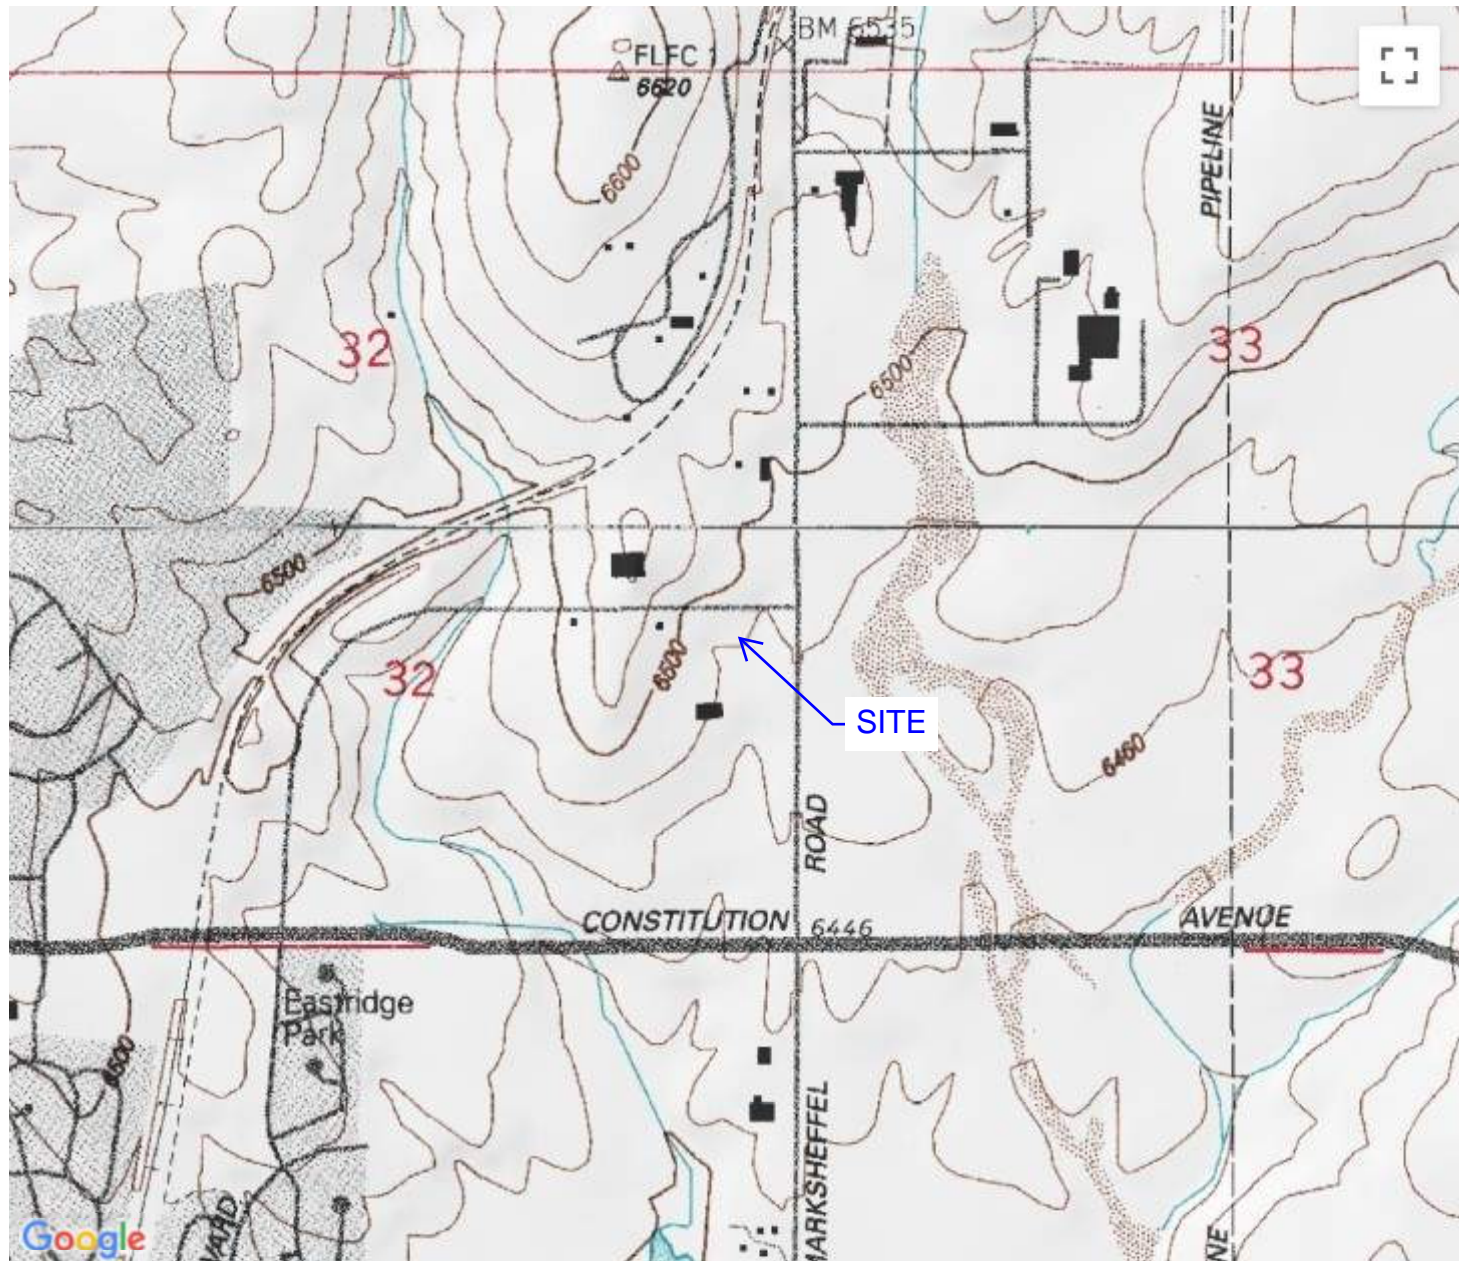 BM 6535
FLFC 1
6620
PIPELINE
6600
32
33
6500
6500
6500
32
33
SITE
6460
ROAD
CONSTITUTION
6446
AVENUE
Eastridge
Park
6500
MARKSHEFFEL
Google